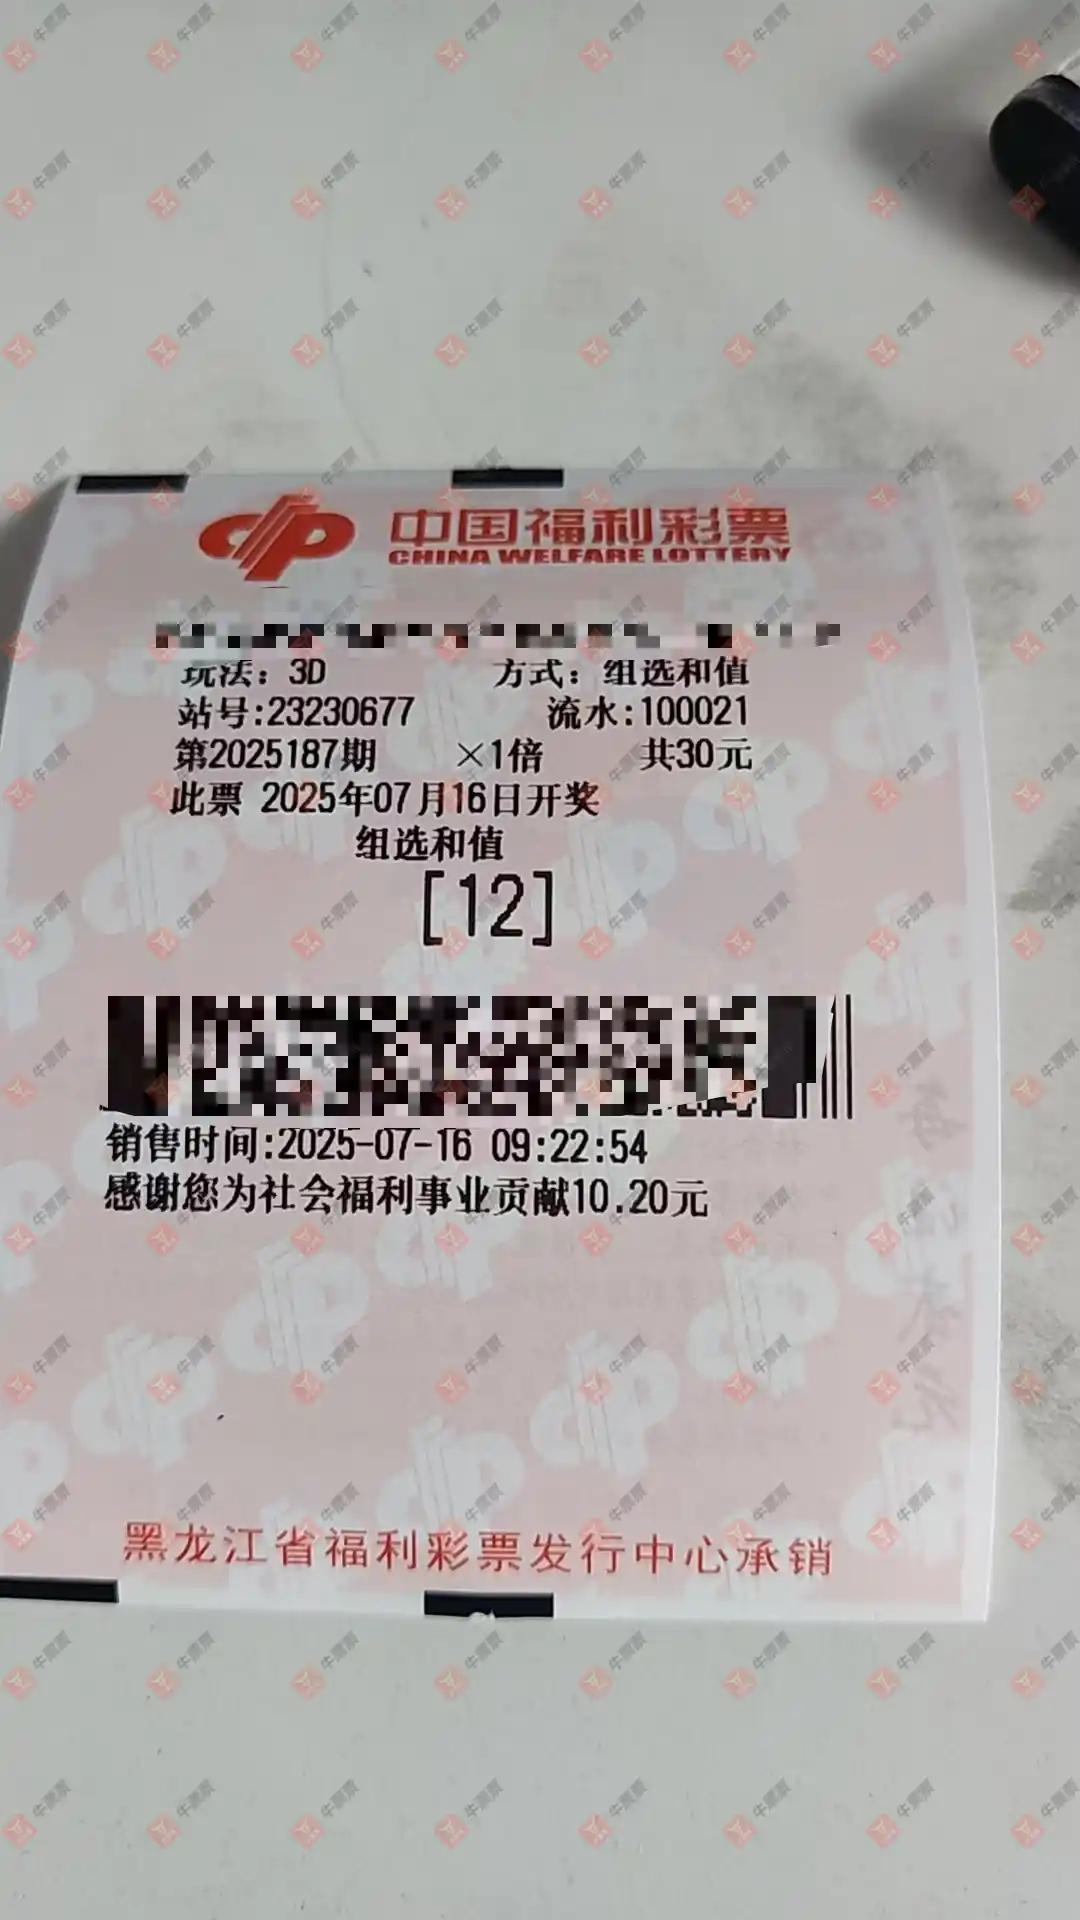 中国福利彩票
CHINA WELFARE LOTTERY
玩法：3D 方式：组选和值
站号:23230677 流水:100021
第2025187期 ×1倍 共30元
此票 2025年07月16日开奖
组选和值
[12]
销售时间:2025-07-16 09:22:54
感谢您为社会福利事业贡献10.20元
黑龙江省福利彩票发行中心承销
牛票票